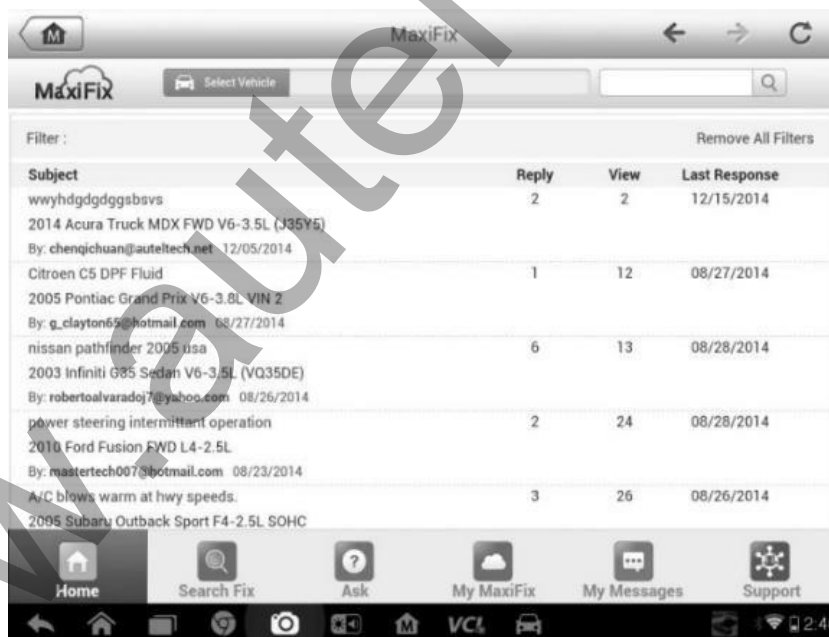 MaxiFix
MaxiFix
Select Vehicle
Filter :
Remove All Filters
Subject Reply View Last Response
wwyhdgdgdggsbsvs 2 2 12/15/2014
2014 Acura Truck MDX FWD V6-3.5L (J35Y5)
By: chenqichuan@auteltech.net 12/05/2014
Citroen C5 DPF Fluid 1 12 08/27/2014
2005 Pontiac Grand Prix V6-3.8L VIN 2
By: g_clayton65@hotmail.com 08/27/2014
nissan pathfinder 2005 usa 6 13 08/28/2014
2003 Infiniti G35 Sedan V6-3.5L (VQ35DE)
By: robertoalvaradoj7@yahoo.com 08/26/2014
power steering intermittant operation 2 24 08/28/2014
2010 Ford Fusion FWD L4-2.5L
By: mastertech007@hotmail.com 08/23/2014
A/C blows warm at hwy speeds. 3 26 08/26/2014
2005 Subaru Outback Sport F4-2.5L SOHC
Home Search Fix Ask My MaxiFix My Messages Support
VCI
w.autel